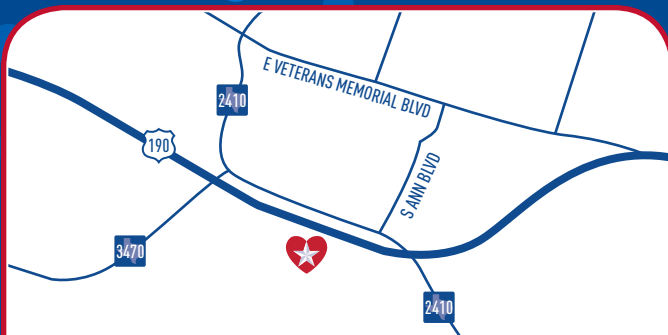 E VETERANS MEMORIAL BLVD
2410
190
S ANN BLVD
3470
2410